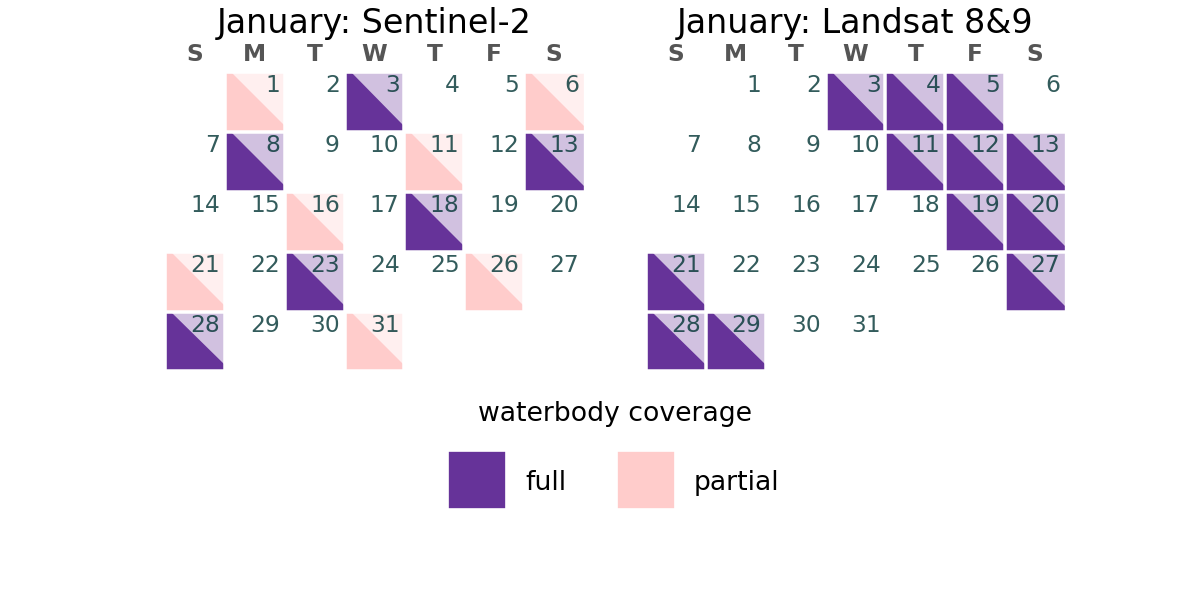 January: Sentinel-2
S M T W T F S
1 2 3 4 5 6
7 8 9 10 11 12 13
14 15 16 17 18 19 20
21 22 23 24 25 26 27
28 29 30 31
January: Landsat 8&9
S M T W T F S
1 2 3 4 5 6
7 8 9 10 11 12 13
14 15 16 17 18 19 20
21 22 23 24 25 26 27
28 29 30 31
waterbody coverage
full partial